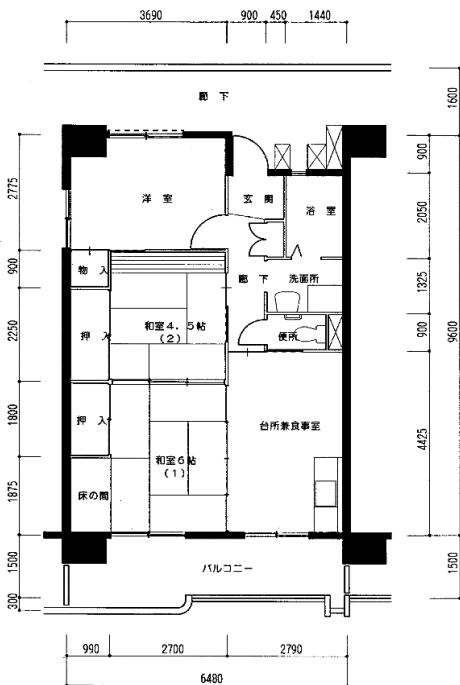 3690
900
450
1440
廊下
1600
900
2775
洋室
玄関
浴室
2050
物入
900
廊下
洗面所
1325
和室4.5帖
(2)
押入
2250
便所
900
9600
押入
1800
台所兼食事室
4425
和室6帖
(1)
床の間
1875
バルコニー
1500
1500
300
990
2700
2790
6480